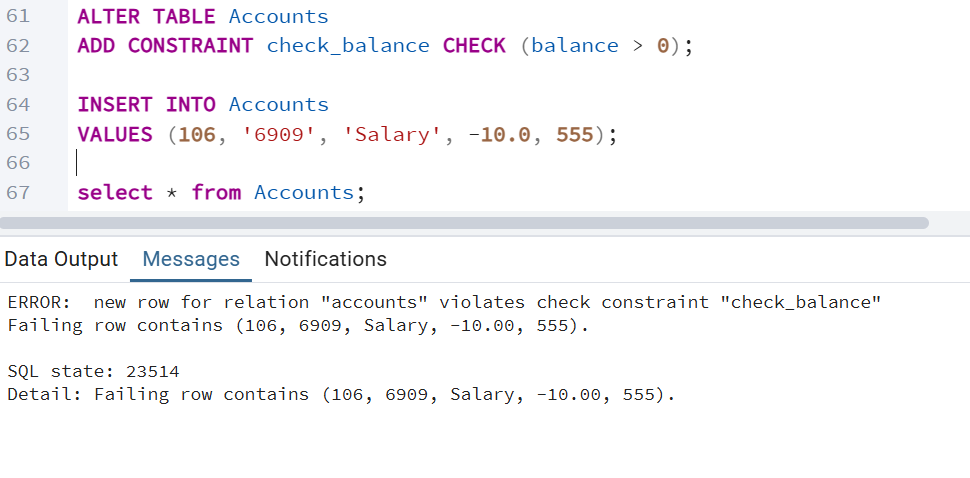 61 ALTER TABLE Accounts
62 ADD CONSTRAINT check_balance CHECK (balance > 0);
63
64 INSERT INTO Accounts
65 VALUES (106, '6909', 'Salary', -10.0, 555);
66
67 select * from Accounts;
Data Output Messages Notifications
ERROR:  new row for relation "accounts" violates check constraint "check_balance"
Failing row contains (106, 6909, Salary, -10.00, 555).
SQL state: 23514
Detail: Failing row contains (106, 6909, Salary, -10.00, 555).